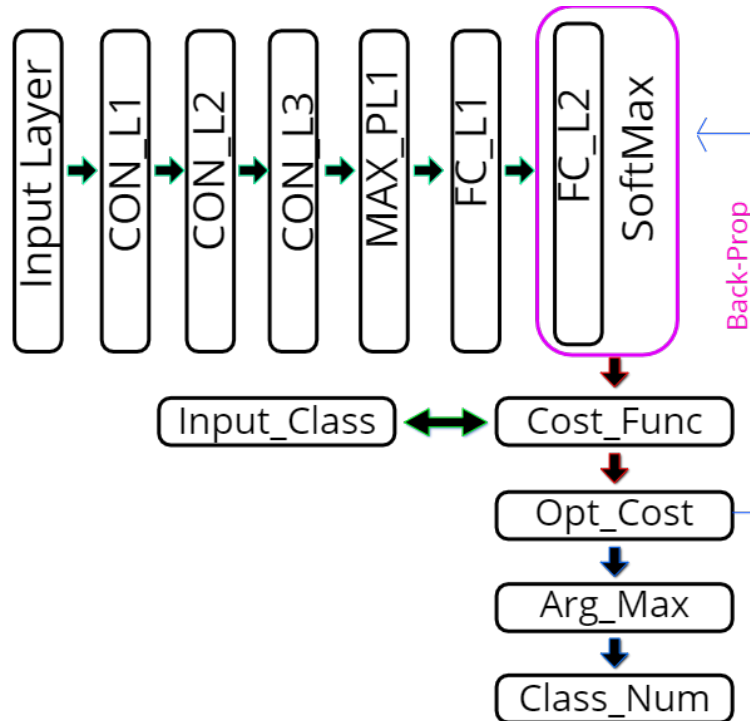 Input Layer
CON_L1
CON_L2
CON_L3
MAX_PL1
FC_L1
FC_L2
SoftMax
Back-Prop
Input_Class
Cost_Func
Opt_Cost
Arg_Max
Class_Num